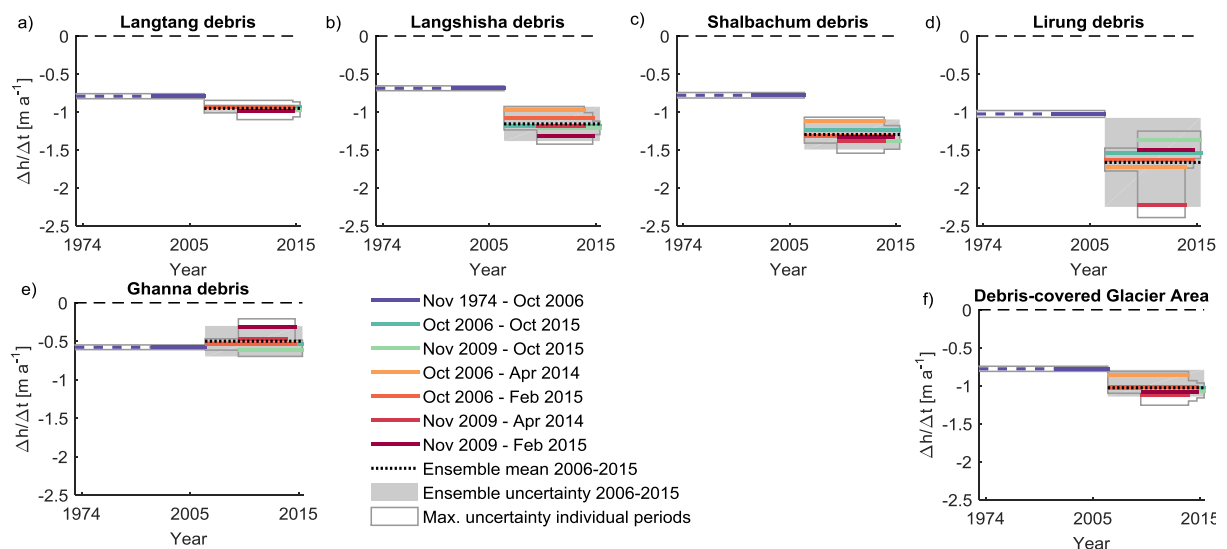 a) Langtang debris
0
-0.5
-1
-1.5
-2
-2.5
Δh/Δt [m a-1]
1974 2005 2015
Year
b) Langshisha debris
0
-0.5
-1
-1.5
-2
-2.5
1974 2005 2015
Year
c) Shalbachum debris
0
-0.5
-1
-1.5
-2
-2.5
1974 2005 2015
Year
d) Lirung debris
0
-0.5
-1
-1.5
-2
-2.5
1974 2005 2015
Year
e) Ghanna debris
0
-0.5
-1
-1.5
-2
-2.5
Δh/Δt [m a-1]
1974 2005 2015
Year
Nov 1974 - Oct 2006
Oct 2006 - Oct 2015
Nov 2009 - Oct 2015
Oct 2006 - Apr 2014
Oct 2006 - Feb 2015
Nov 2009 - Apr 2014
Nov 2009 - Feb 2015
Ensemble mean 2006-2015
Ensemble uncertainty 2006-2015
Max. uncertainty individual periods
f) Debris-covered Glacier Area
0
-0.5
-1
-1.5
-2
-2.5
Δh/Δt [m a-1]
1974 2005 2015
Year